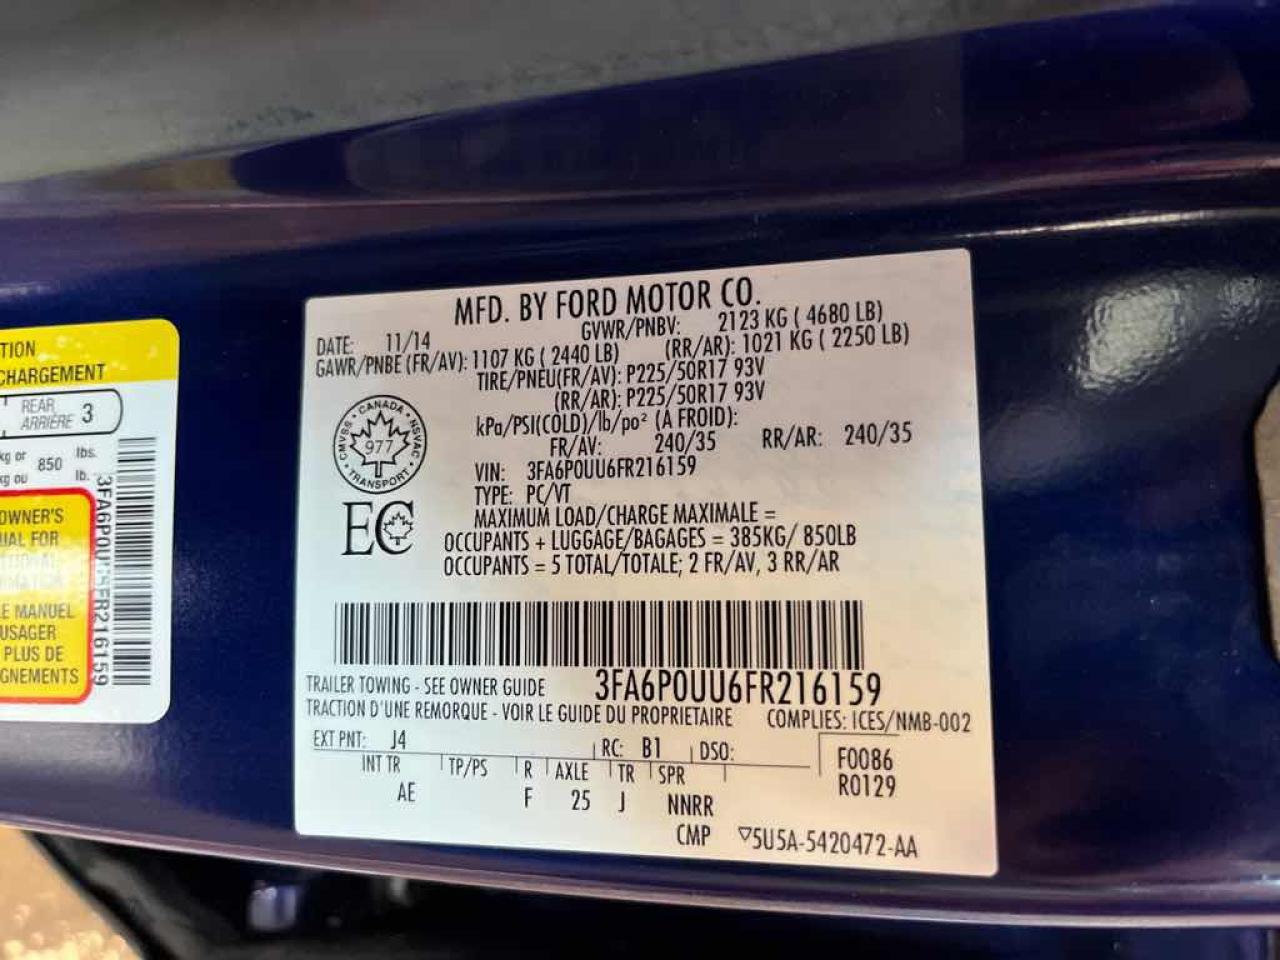 TION
CHARGEMENT
REAR
ARRIÈRE 3
kg or 850 lbs.
kg ou lb.
3FA6P0UU6FR216159
OWNER'S
UAL FOR
MATION
LE MANUEL
USAGER
PLUS DE
GNEMENTS
MFD. BY FORD MOTOR CO.
DATE: 11/14 GVWR/PNBV: 2123 KG ( 4680 LB)
GAWR/PNBE (FR/AV): 1107 KG ( 2440 LB) (RR/AR): 1021 KG ( 2250 LB)
TIRE/PNEU(FR/AV): P225/50R17 93V
(RR/AR): P225/50R17 93V
kPa/PSI(COLD)/lb/po² (À FROID):
FR/AV: 240/35 RR/AR: 240/35
VIN: 3FA6P0UU6FR216159
TYPE: PC/VT
CANADA
CMVSS 977 NSVAC
TRANSPORT
EC
MAXIMUM LOAD/CHARGE MAXIMALE =
OCCUPANTS + LUGGAGE/BAGAGES = 385KG/ 850LB
OCCUPANTS = 5 TOTAL/TOTALE; 2 FR/AV, 3 RR/AR
TRAILER TOWING - SEE OWNER GUIDE 3FA6P0UU6FR216159
TRACTION D'UNE REMORQUE - VOIR LE GUIDE DU PROPRIETAIRE COMPLIES: ICES/NMB-002
EXT PNT: J4 RC: B1 DSO: F0086
INT TR TP/PS R AXLE TR SPR R0129
AE F 25 J NNRR
CMP ▽5U5A-5420472-AA